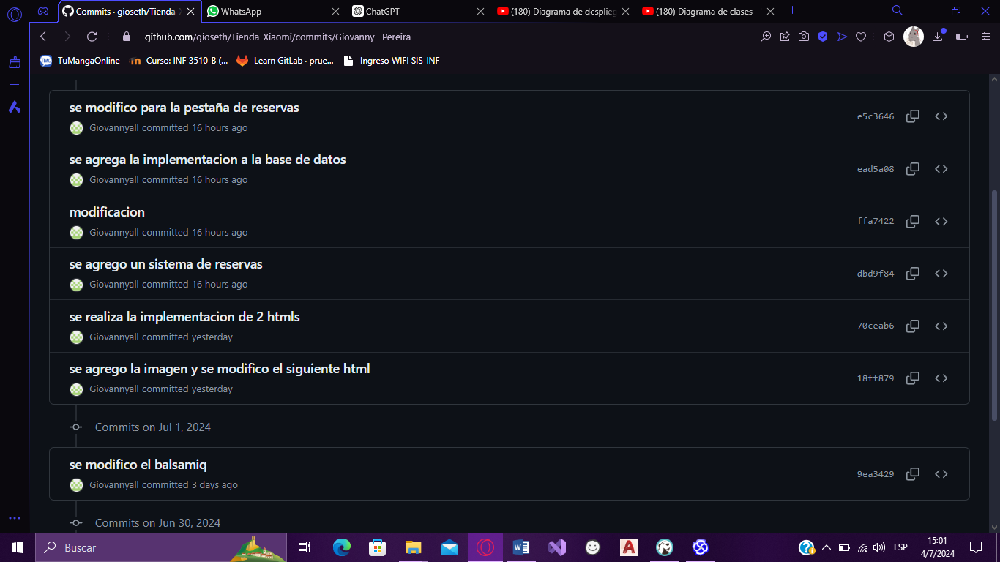 Commits · gioseth/Tienda-X
WhatsApp
ChatGPT
(180) Diagrama de desplieg
(180) Diagrama de clases -
github.com/gioseth/Tienda-Xiaomi/commits/Giovanny--Pereira
TMO TuMangaOnline
Curso: INF 3510-B (...
Learn GitLab · prue...
Ingreso WIFI SIS-INF
se modifico para la pestaña de reservas
Giovannyall committed 16 hours ago
e5c3646
se agrega la implementacion a la base de datos
Giovannyall committed 16 hours ago
ead5a08
modificacion
Giovannyall committed 16 hours ago
ffa7422
se agrego un sistema de reservas
Giovannyall committed 16 hours ago
dbd9f84
se realiza la implementacion de 2 htmls
Giovannyall committed yesterday
70ceab6
se agrego la imagen y se modifico el siguiente html
Giovannyall committed yesterday
18ff879
Commits on Jul 1, 2024
se modifico el balsamiq
Giovannyall committed 3 days ago
9ea3429
Commits on Jun 30, 2024
Buscar
ESP
15:01
4/7/2024